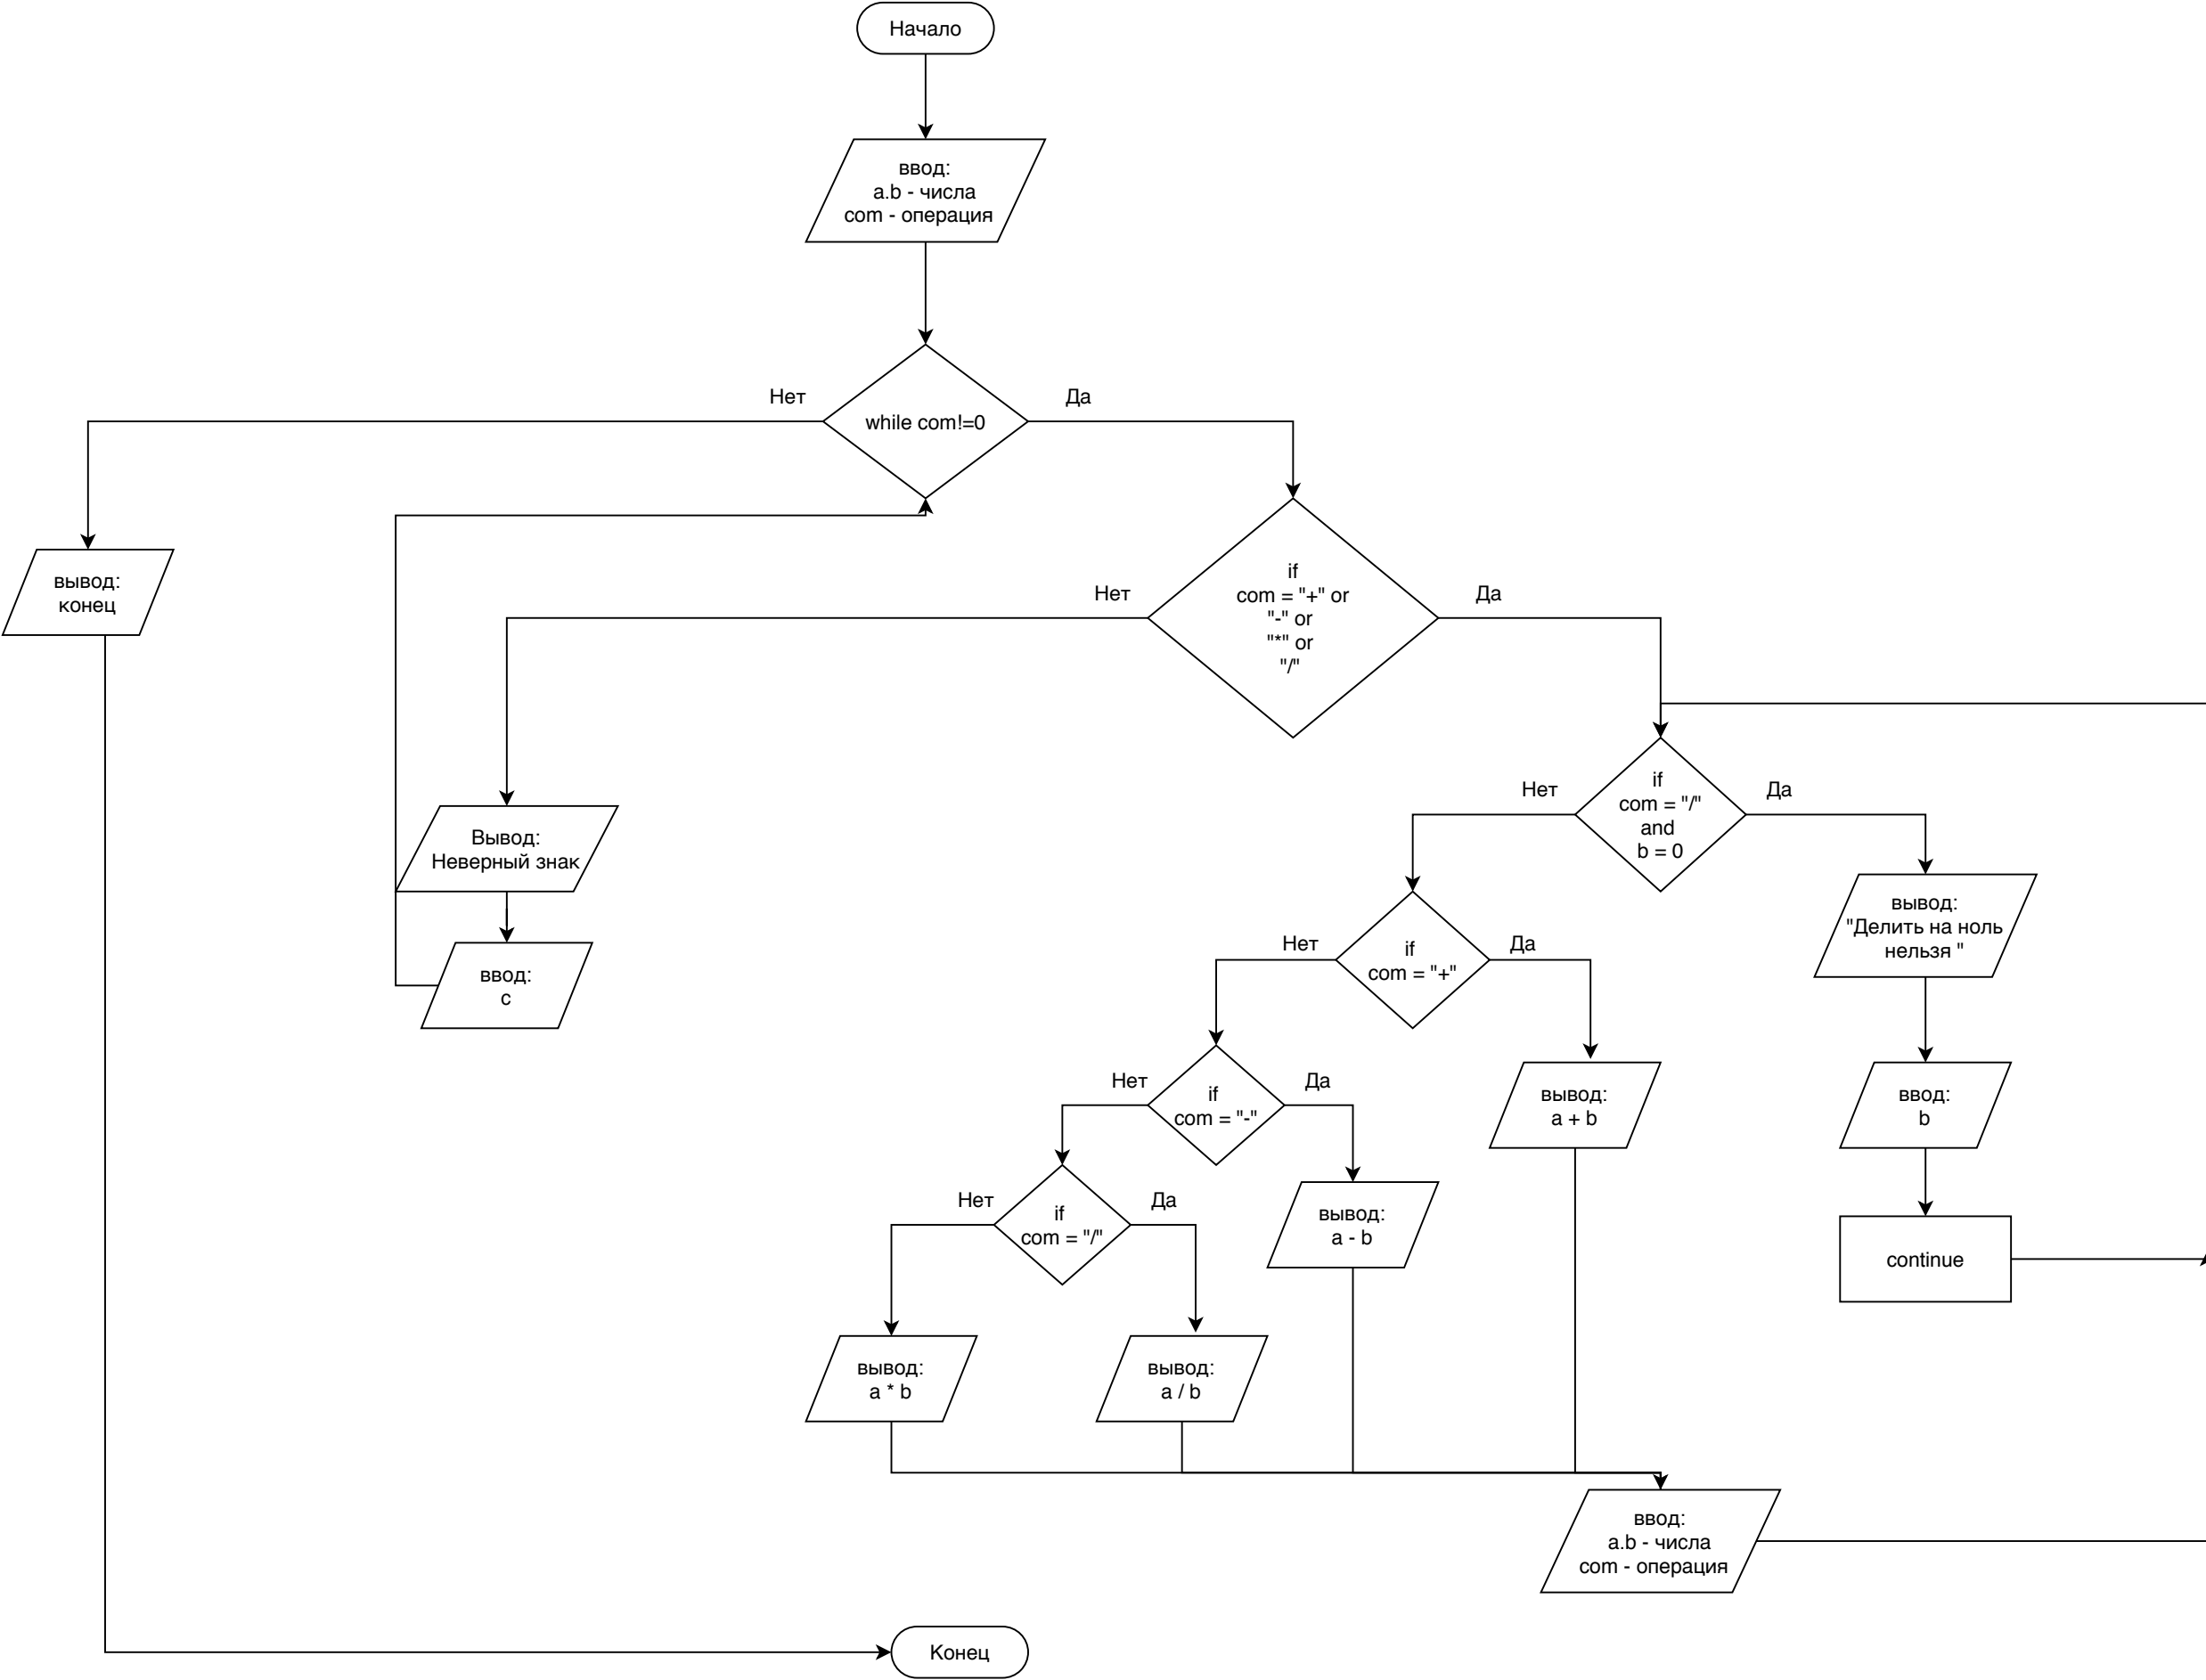 Начало
ввод:
a.b - числа
com - операция
Нет
Да
while com!=0
вывод:
конец
Нет
if
com = "+" or
"-" or
"*" or
"/"
Да
Нет
if
com = "/"
and
b = 0
Да
Вывод:
Неверный знак
вывод:
"Делить на ноль
нельзя "
Нет
if
com = "+"
Да
ввод:
c
Нет
if
com = "-"
Да
вывод:
a + b
ввод:
b
Нет
if
com = "/"
Да
вывод:
a - b
continue
вывод:
a * b
вывод:
a / b
ввод:
a.b - числа
com - операция
Конец